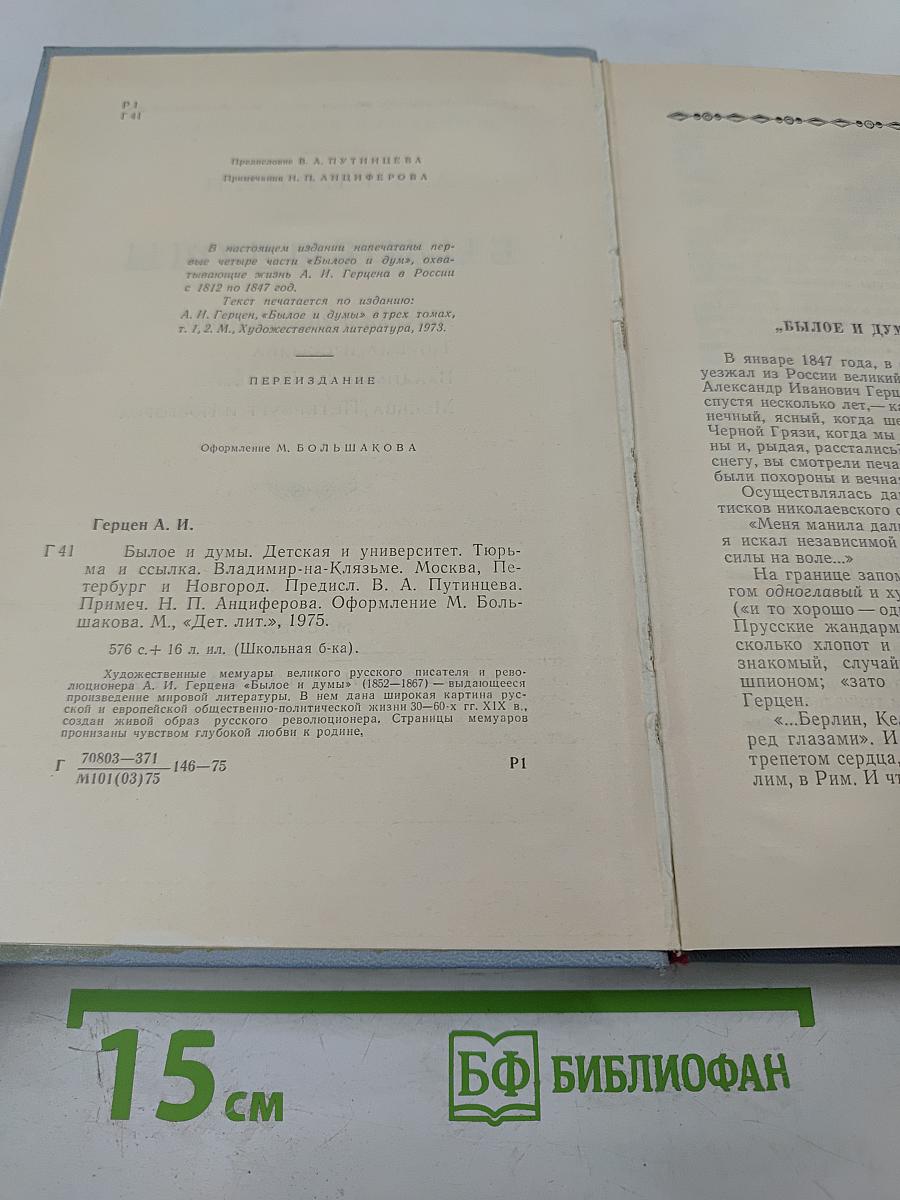 Р1
Г41
Предисловие В. А. ПУТИНЦЕВА
Примечания Н. П. АНЦИФЕРОВА
В настоящем издании напечатаны пер-
вые четыре части «Былого и дум», охва-
тывающие жизнь А. И. Герцена в России
с 1812 по 1847 год.
Текст печатается по изданию:
А. И. Герцен, «Былое и думы» в трех томах,
т. 1, 2. М., Художественная литература, 1973.
ПЕРЕИЗДАНИЕ
Оформление М. БОЛЬШАКОВА
Герцен А. И.
Г41 Былое и думы. Детская и университет. Тюрь-
ма и ссылка. Владимир-на-Клязьме. Москва, Пе-
тербург и Новгород. Предисл. В. А. Путинцева.
Примеч. Н. П. Анциферова. Оформление М. Боль-
шакова. М., «Дет. лит.», 1975.
576 с.+ 16 л. ил. (Школьная б-ка).
Художественные мемуары великого русского писателя и рево-
люционера А. И. Герцена «Былое и думы» (1852—1867) — выдающееся
произведение мировой литературы. В нем дана широкая картина рус-
ской и европейской общественно-политической жизни 30—60-х гг. XIX в.,
создан живой образ русского революционера. Страницы мемуаров
пронизаны чувством глубокой любви к родине,
Г 70803—371
М101(03)75 146—75 Р1
„БЫЛОЕ И ДУМ
В январе 1847 года, в
уезжал из России великий
Александр Иванович Герц
спустя несколько лет,— ка
нечный, ясный, когда ше
Черной Грязи, когда мы
ны и, рыдая, расстались
снегу, вы смотрели печа
были похороны и вечна
Осуществлялась да
тисков николаевского
«Меня манила дал
я искал независимой
силы на воле...»
На границе запом
гом одноглавый и ху
(«и то хорошо — од
Прусские жандарм
сколько хлопот и
знакомый, случай
шпионом; «зато
Герцен.
«...Берлин, Ке
ред глазами». И
трепетом сердца,
лим, в Рим. И чт
15 см
БФ БИБЛИОФАН